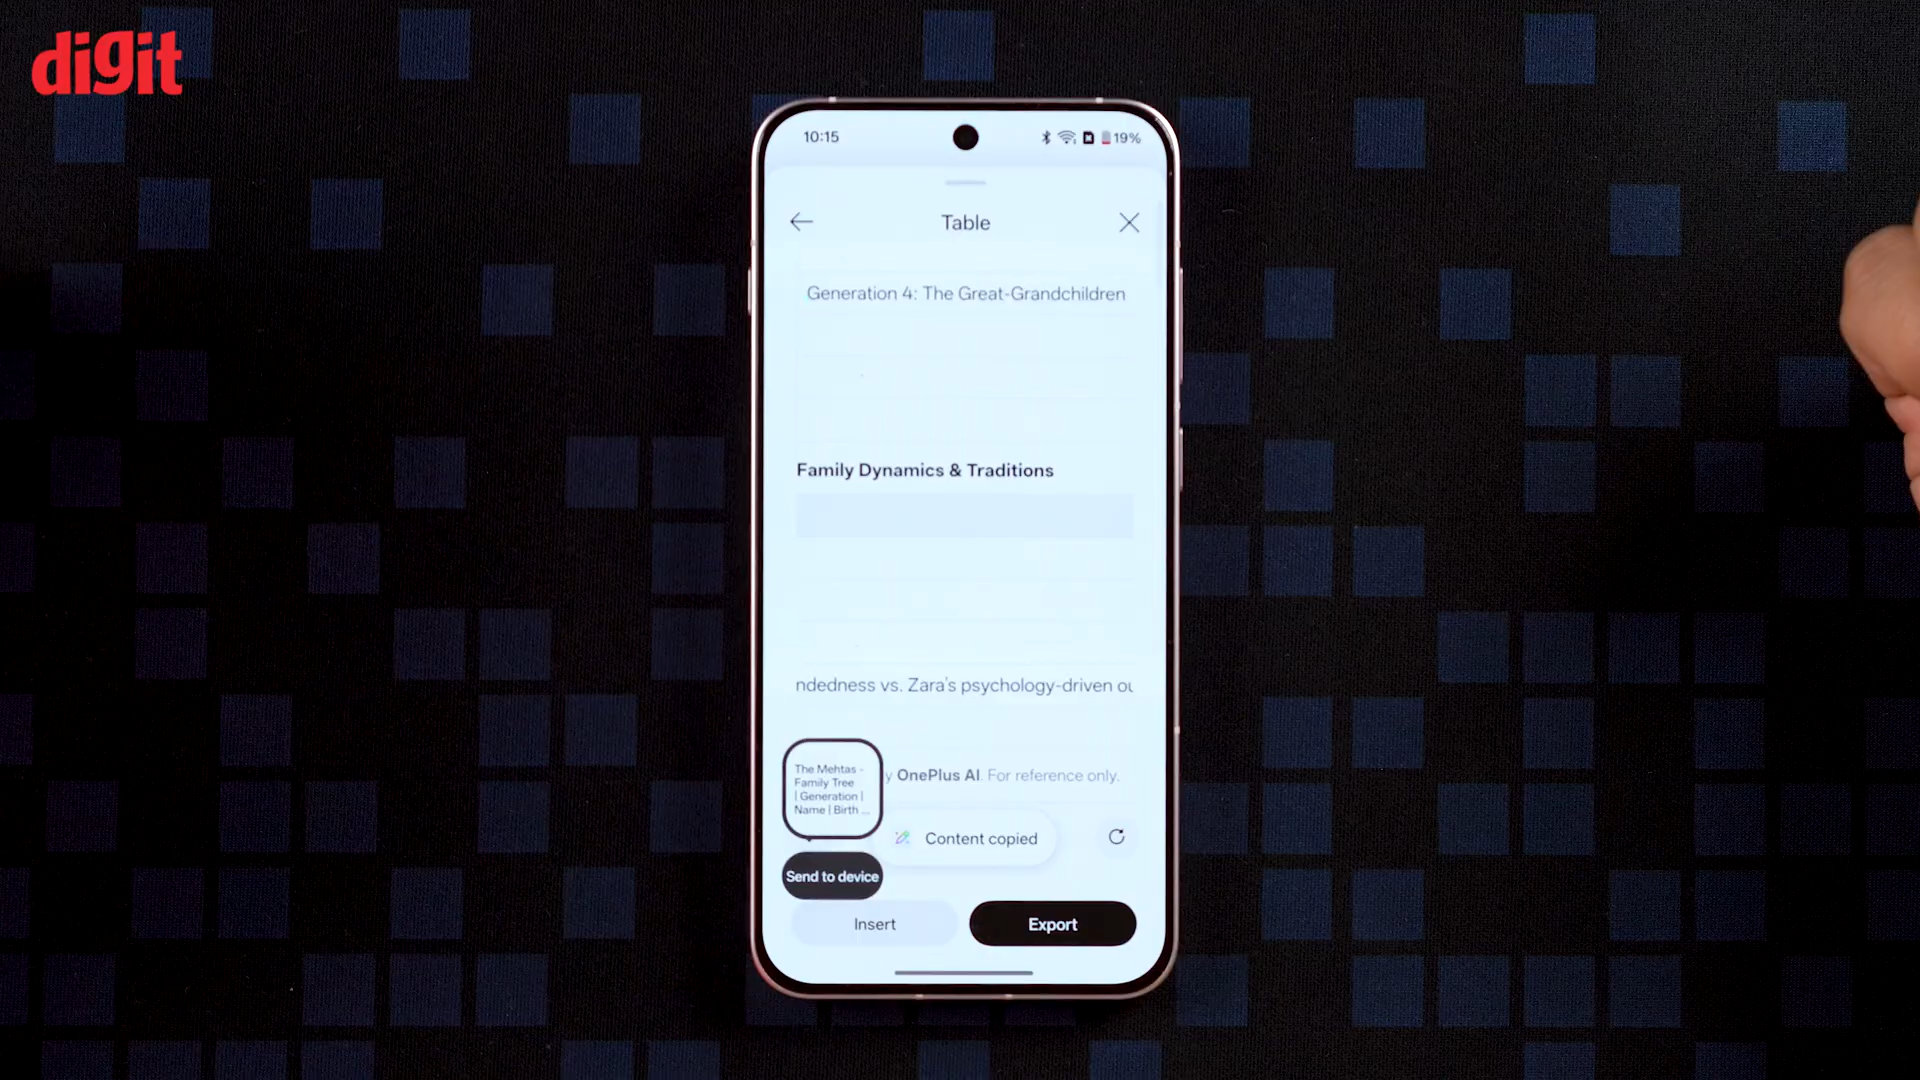 digit
10:15
19%
Table
Generation 4: The Great-Grandchildren
Family Dynamics & Traditions
ndedness vs. Zara's psychology-driven ou
The Mehtas -
Family Tree
| Generation |
Name | Birth ...
y OnePlus AI. For reference only.
Content copied
Send to device
Insert
Export